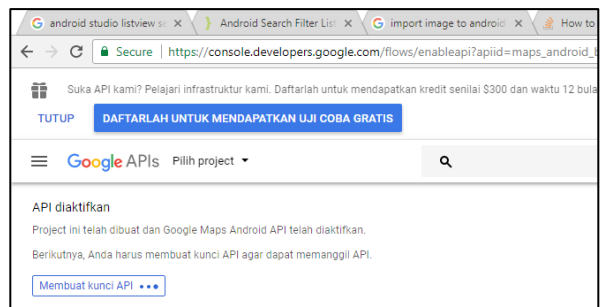 android studio listview se
Android Search Filter List
import image to android
How to
Secure | https://console.developers.google.com/flows/enableapi?apiid=maps_android_b
Suka API kami? Pelajari infrastruktur kami. Daftarlah untuk mendapatkan kredit senilai $300 dan waktu 12 bula
TUTUP DAFTARLAH UNTUK MENDAPATKAN UJI COBA GRATIS
Google APIs Pilih project
API diaktifkan
Project ini telah dibuat dan Google Maps Android API telah diaktifkan.
Berikutnya, Anda harus membuat kunci API agar dapat memanggil API.
Membuat kunci API